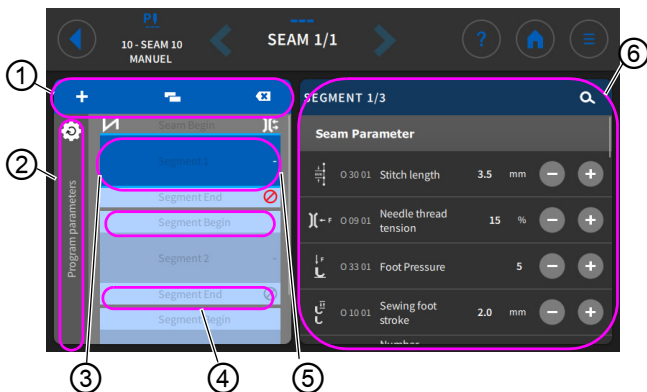 P
10 - SEAM 10
MANUEL
SEAM 1/1
?
1
6
SEGMENT 1/3
Seam Begin
Seam Parameter
2
Program parameters
Segment 1
-
O 30 01 Stitch length 3.5 mm
Segment End
Segment Begin
F O 09 01 Needle thread
tension
15 %
Segment 2
-
F O 33 01 Foot Pressure 5
Segment End
Segment Begin
O 10 01 Sewing foot
stroke
2.0 mm
Number
3
4
5